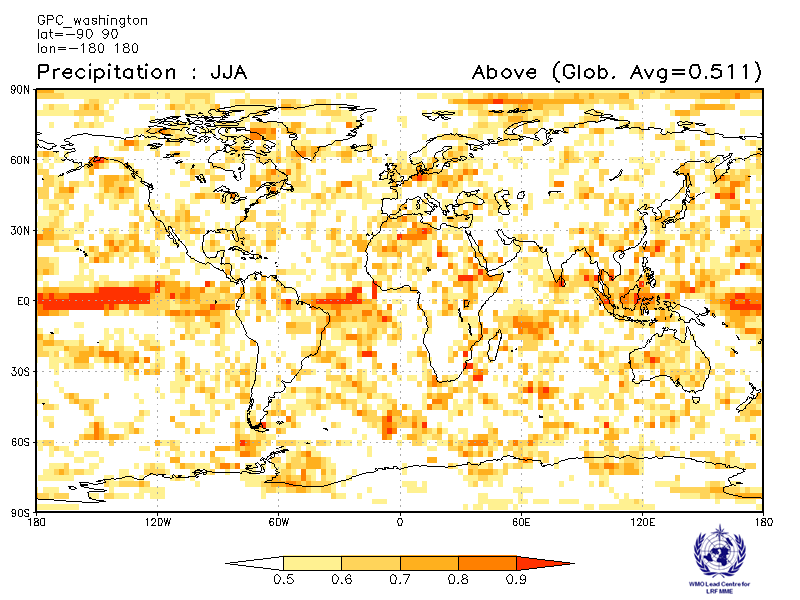 GPC_washington
lat=-90 90
lon=-180 180
Precipitation : JJA
Above (Glob. Avg=0.511)
90N
60N
30N
EQ
30S
60S
90S
180 120W 60W 0 60E 120E 180
0.5 0.6 0.7 0.8 0.9
WMO Lead Centre for
LRF MME